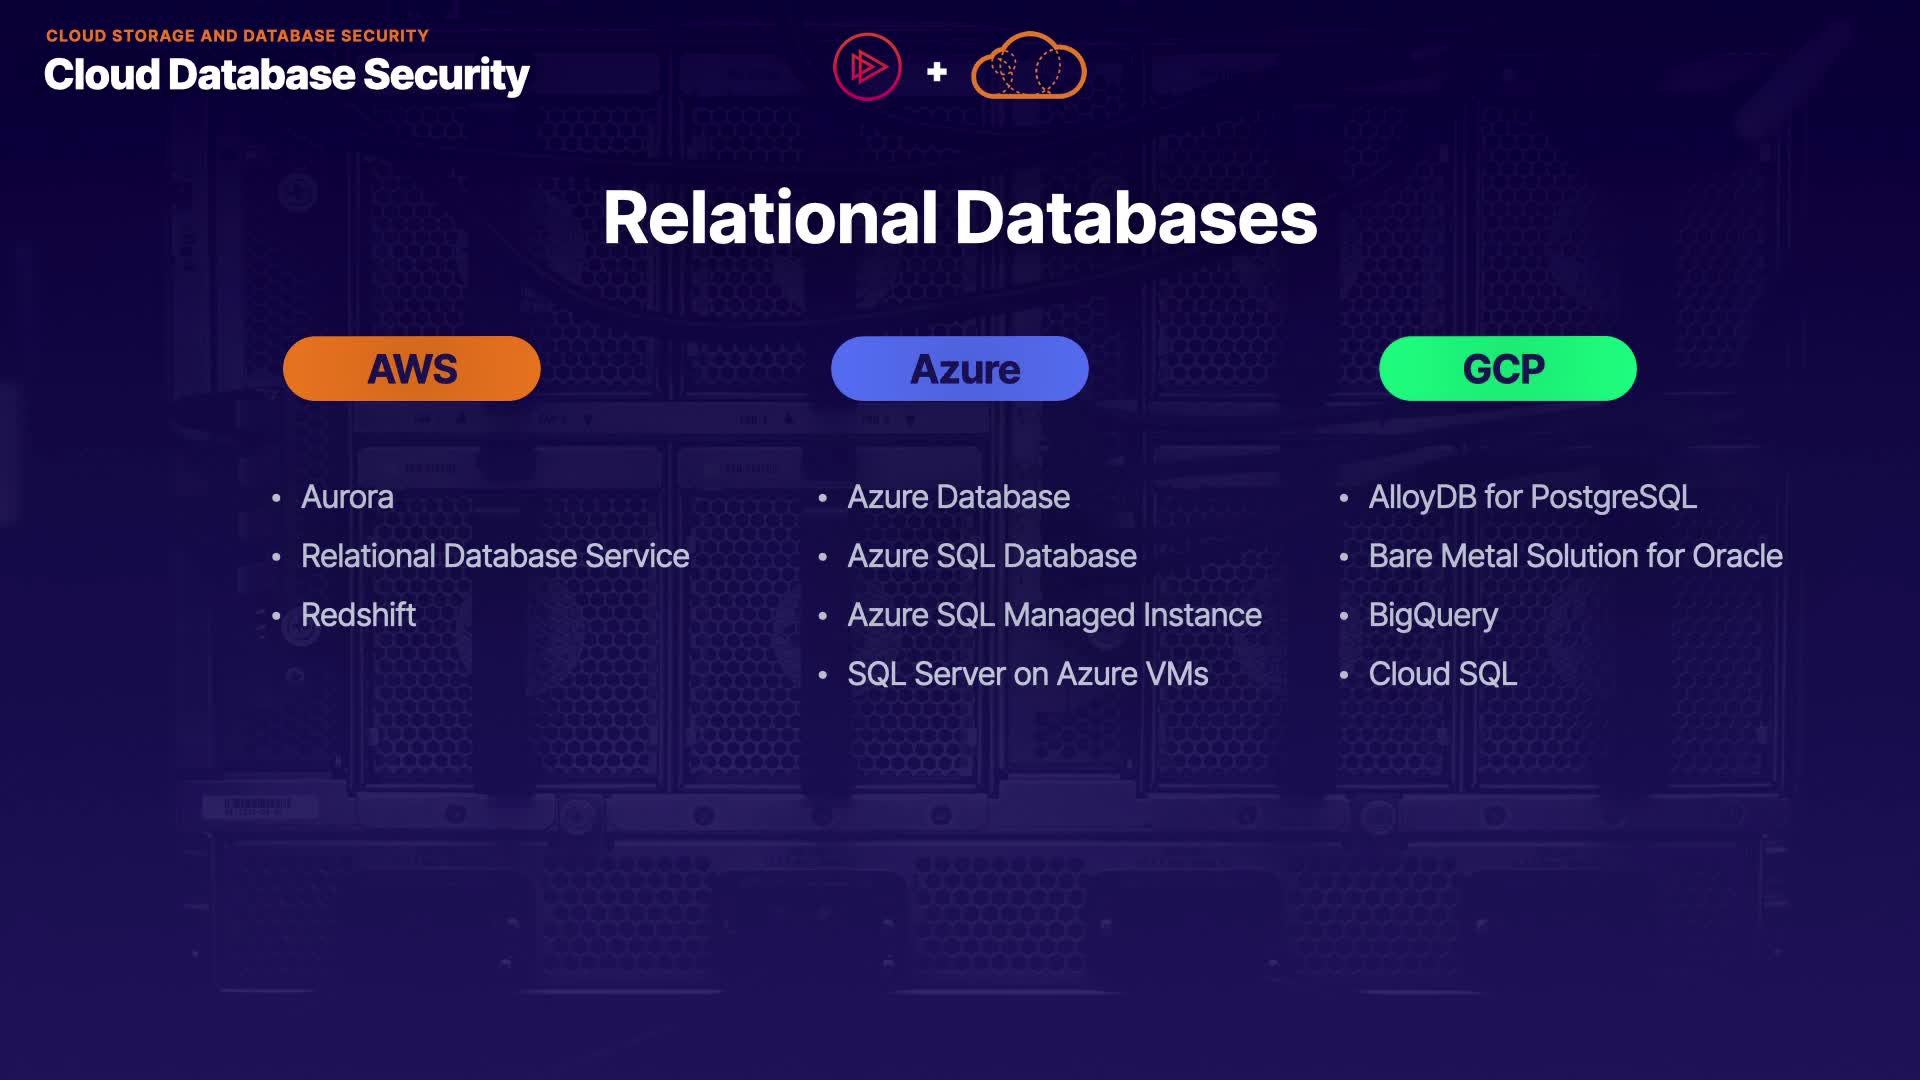 CLOUD STORAGE AND DATABASE SECURITY
Cloud Database Security
+
Relational Databases
AWS
• Aurora
• Relational Database Service
• Redshift
Azure
• Azure Database
• Azure SQL Database
• Azure SQL Managed Instance
• SQL Server on Azure VMs
GCP
• AlloyDB for PostgreSQL
• Bare Metal Solution for Oracle
• BigQuery
• Cloud SQL